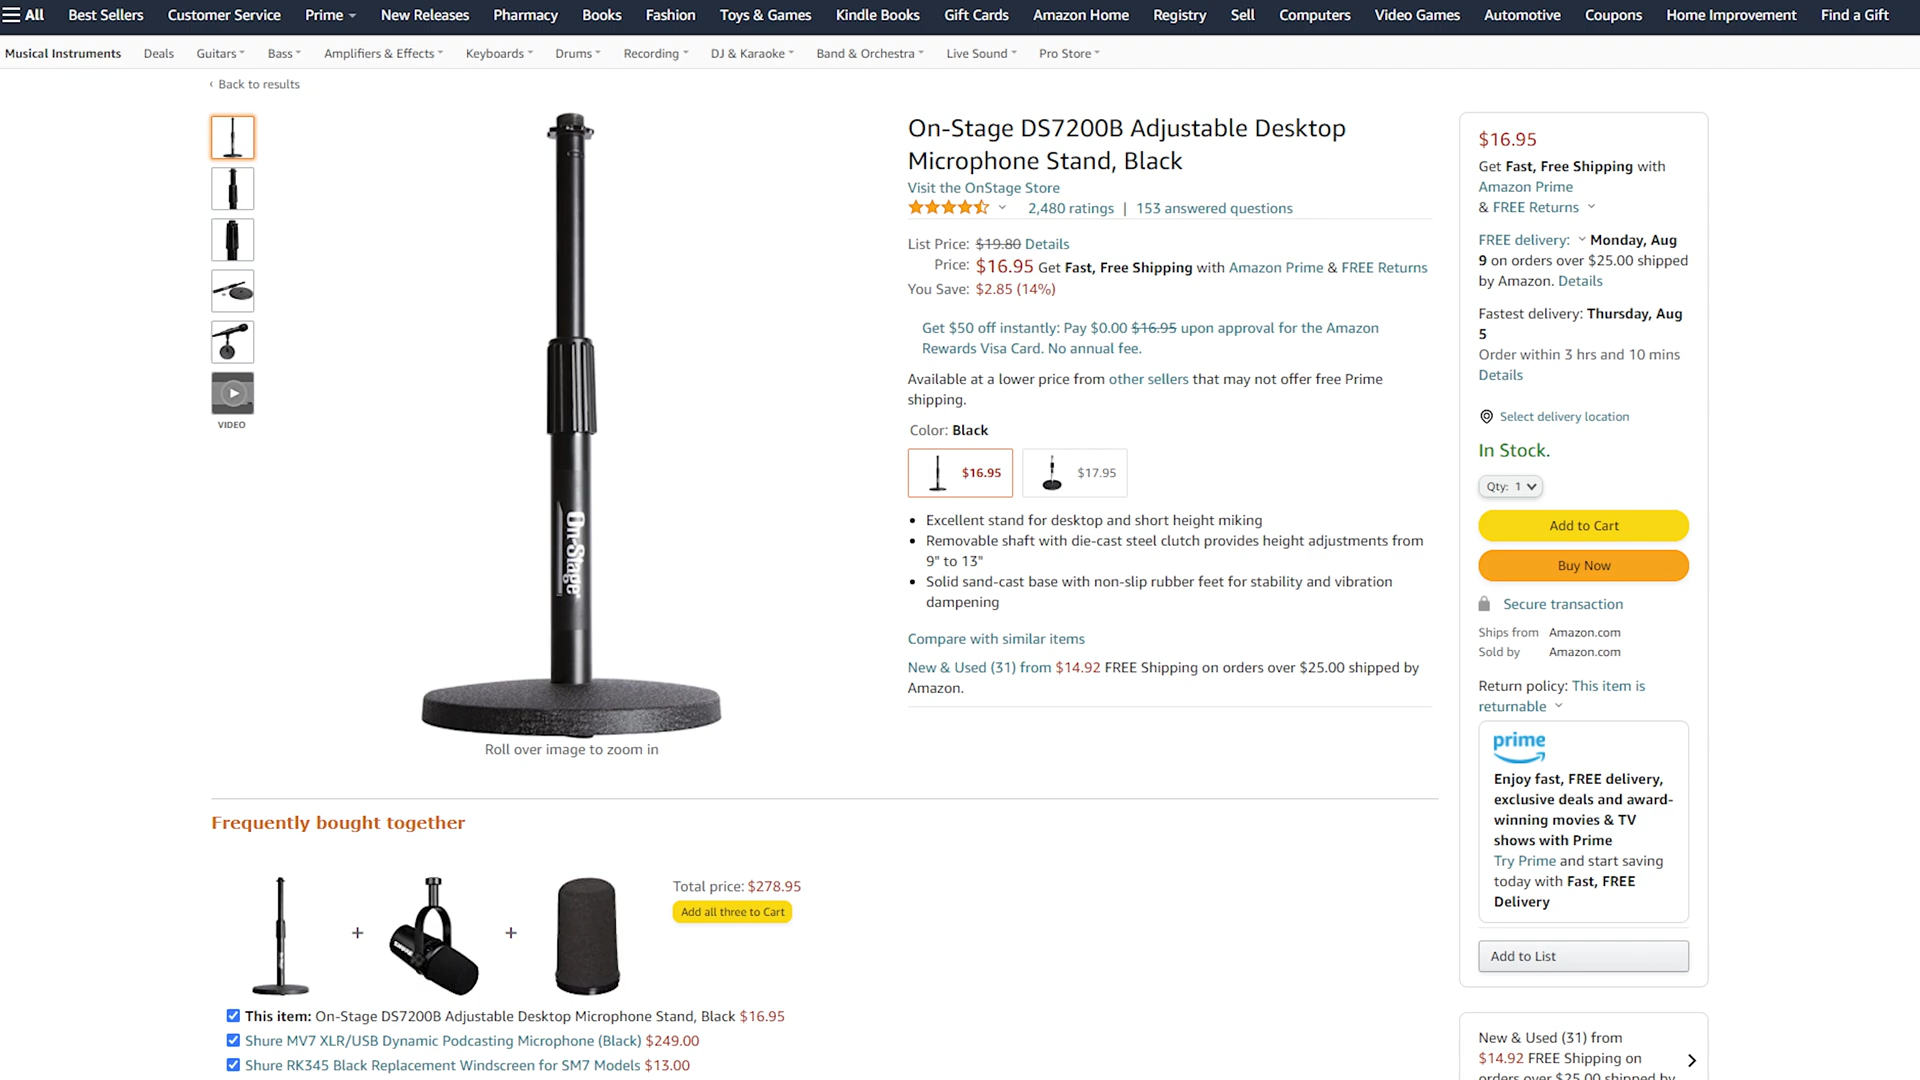 All Best Sellers Customer Service Prime New Releases Pharmacy Books Fashion Toys & Games Kindle Books Gift Cards Amazon Home Registry Sell Computers Video Games Automotive Coupons Home Improvement Find a Gift
Musical Instruments Deals Guitars Bass Amplifiers & Effects Keyboards Drums Recording DJ & Karaoke Band & Orchestra Live Sound Pro Store
‹ Back to results
VIDEO
On-Stage
Roll over image to zoom in
On-Stage DS7200B Adjustable Desktop
Microphone Stand, Black
Visit the OnStage Store
2,480 ratings | 153 answered questions
List Price: $19.80 Details
Price: $16.95 Get Fast, Free Shipping with Amazon Prime & FREE Returns
You Save: $2.85 (14%)
Get $50 off instantly: Pay $0.00 $16.95 upon approval for the Amazon
Rewards Visa Card. No annual fee.
Available at a lower price from other sellers that may not offer free Prime
shipping.
Color: Black
$16.95 $17.95
• Excellent stand for desktop and short height miking
• Removable shaft with die-cast steel clutch provides height adjustments from
9" to 13"
• Solid sand-cast base with non-slip rubber feet for stability and vibration
dampening
Compare with similar items
New & Used (31) from $14.92 FREE Shipping on orders over $25.00 shipped by
Amazon.
$16.95
Get Fast, Free Shipping with
Amazon Prime
& FREE Returns
FREE delivery: Monday, Aug
9 on orders over $25.00 shipped
by Amazon. Details
Fastest delivery: Thursday, Aug
5
Order within 3 hrs and 10 mins
Details
Select delivery location
In Stock.
Qty: 1
Add to Cart
Buy Now
Secure transaction
Ships from Amazon.com
Sold by Amazon.com
Return policy: This item is
returnable
prime
Enjoy fast, FREE delivery,
exclusive deals and award-
winning movies & TV
shows with Prime
Try Prime and start saving
today with Fast, FREE
Delivery
Add to List
New & Used (31) from
$14.92 FREE Shipping on
orders over $25.00 shipped by
Frequently bought together
+ +
SHURE
Total price: $278.95
Add all three to Cart
This item: On-Stage DS7200B Adjustable Desktop Microphone Stand, Black $16.95
Shure MV7 XLR/USB Dynamic Podcasting Microphone (Black) $249.00
Shure RK345 Black Replacement Windscreen for SM7 Models $13.00